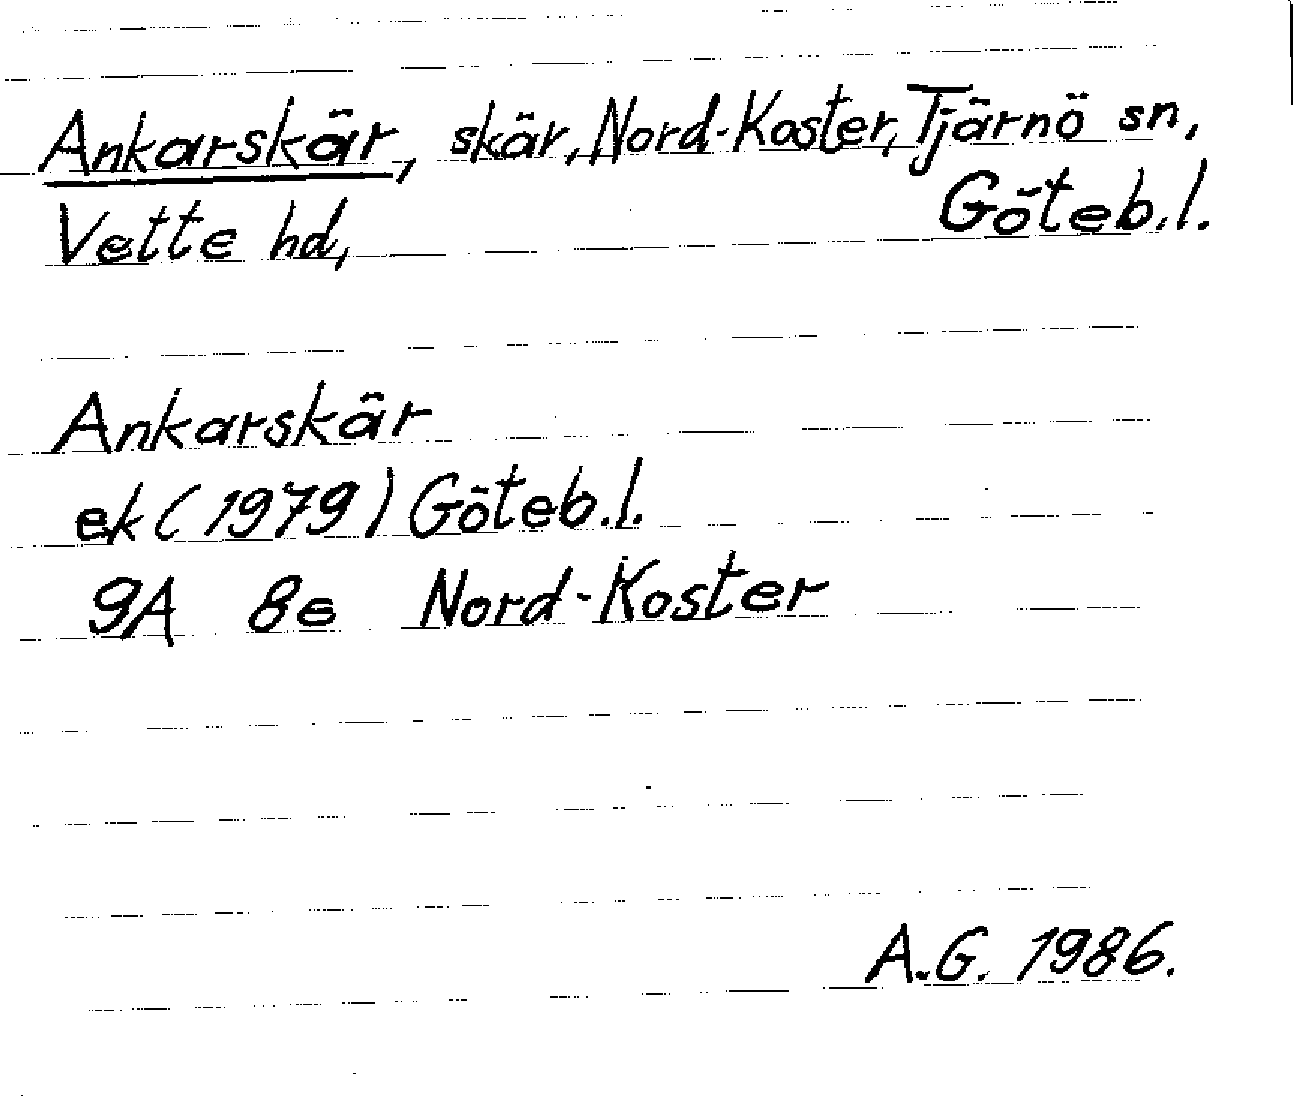 Ankarskär, skär, Nord-Koster, Tjärnö sn,
Vette hd, Göteb.l.
Ankarskär
ek (1979) Göteb.l.
9A 8e Nord-Koster
A.G. 1986.